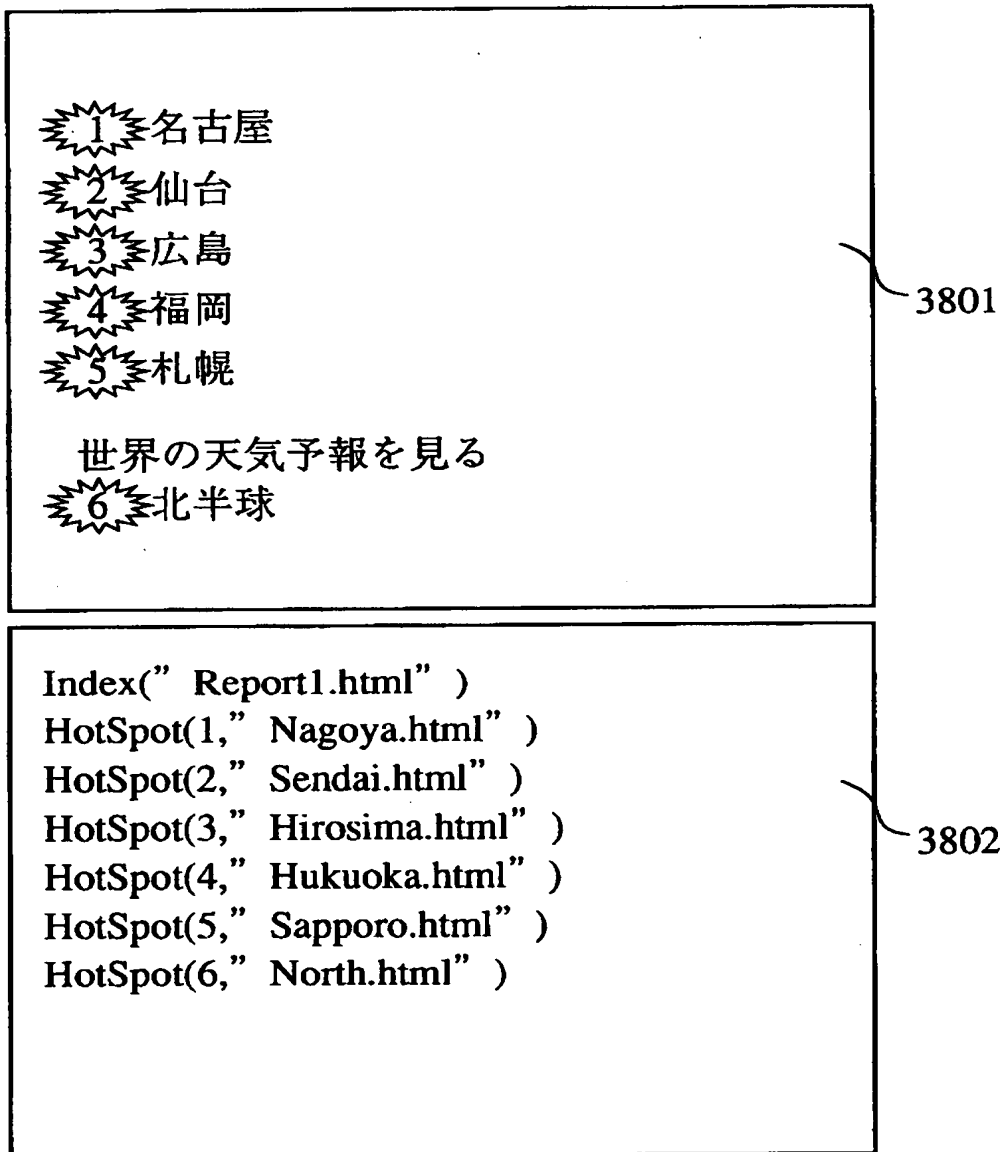 1 名古屋
2 仙台
3 広島
4 福岡
5 札幌
世界の天気予報を見る
6 北半球
3801
Index(” Report1.html” )
HotSpot(1,” Nagoya.html” )
HotSpot(2,” Sendai.html” )
HotSpot(3,” Hirosima.html” )
HotSpot(4,” Hukuoka.html” )
HotSpot(5,” Sapporo.html” )
HotSpot(6,” North.html” )
3802